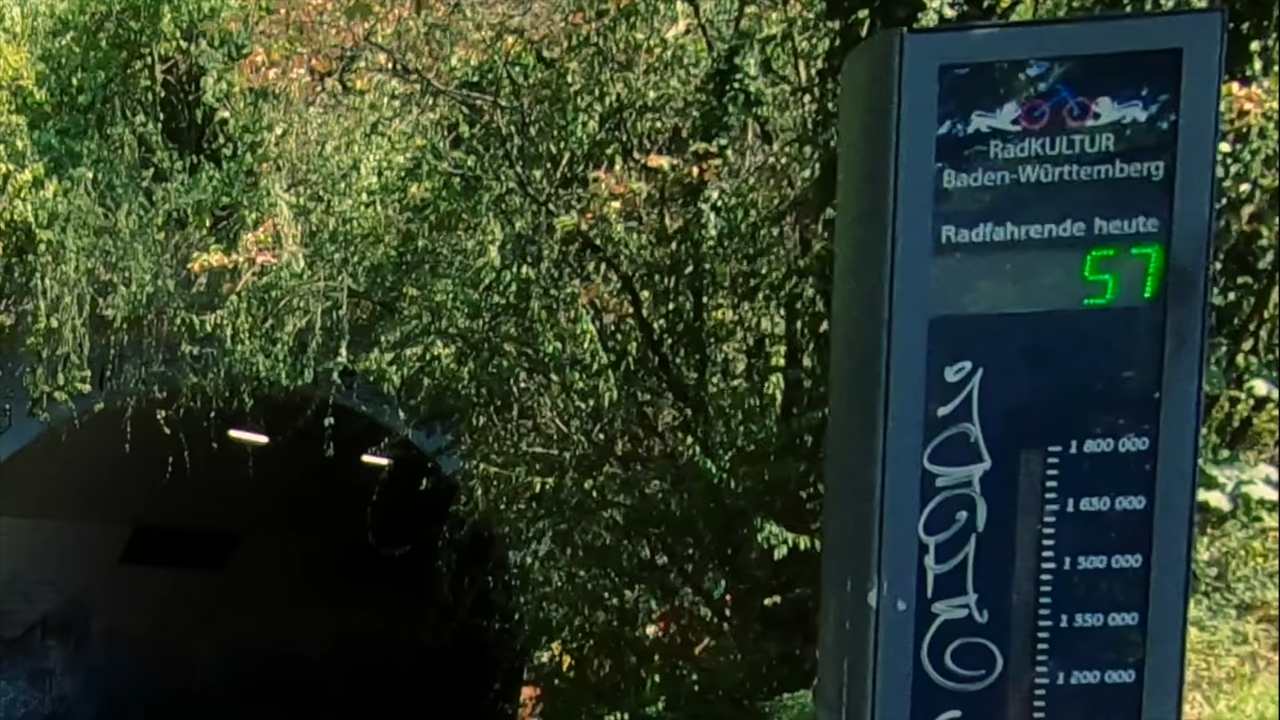 RadKULTUR
Baden-Württemberg
Radfahrende heute
57
1 800 000
1 650 000
1 500 000
1 350 000
1 200 000